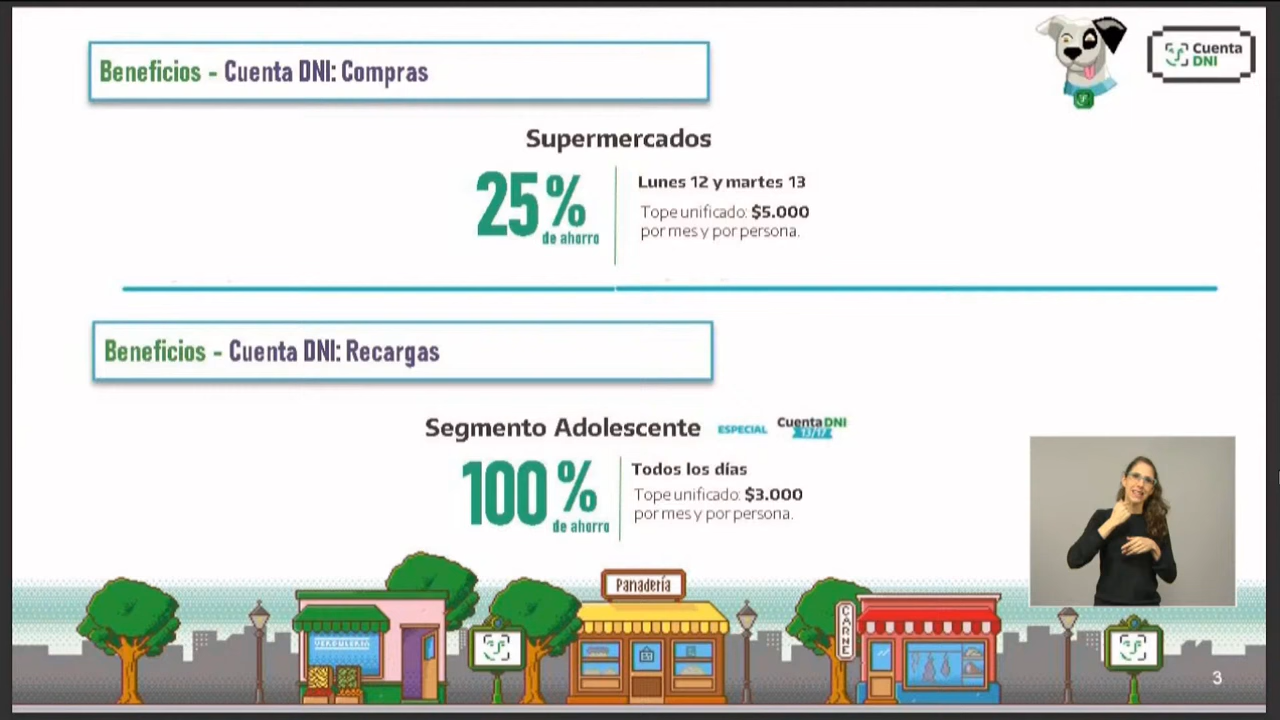 Beneficios - Cuenta DNI: Compras
Cuenta
DNI
Supermercados
25%
de ahorro
Lunes 12 y martes 13
Tope unificado: $5.000
por mes y por persona.
Beneficios - Cuenta DNI: Recargas
Segmento Adolescente
ESPECIAL
Cuenta DNI
13/17
100%
de ahorro
Todos los días
Tope unificado: $3.000
por mes y por persona.
Panadería
VERDULERIA
CARNE
3